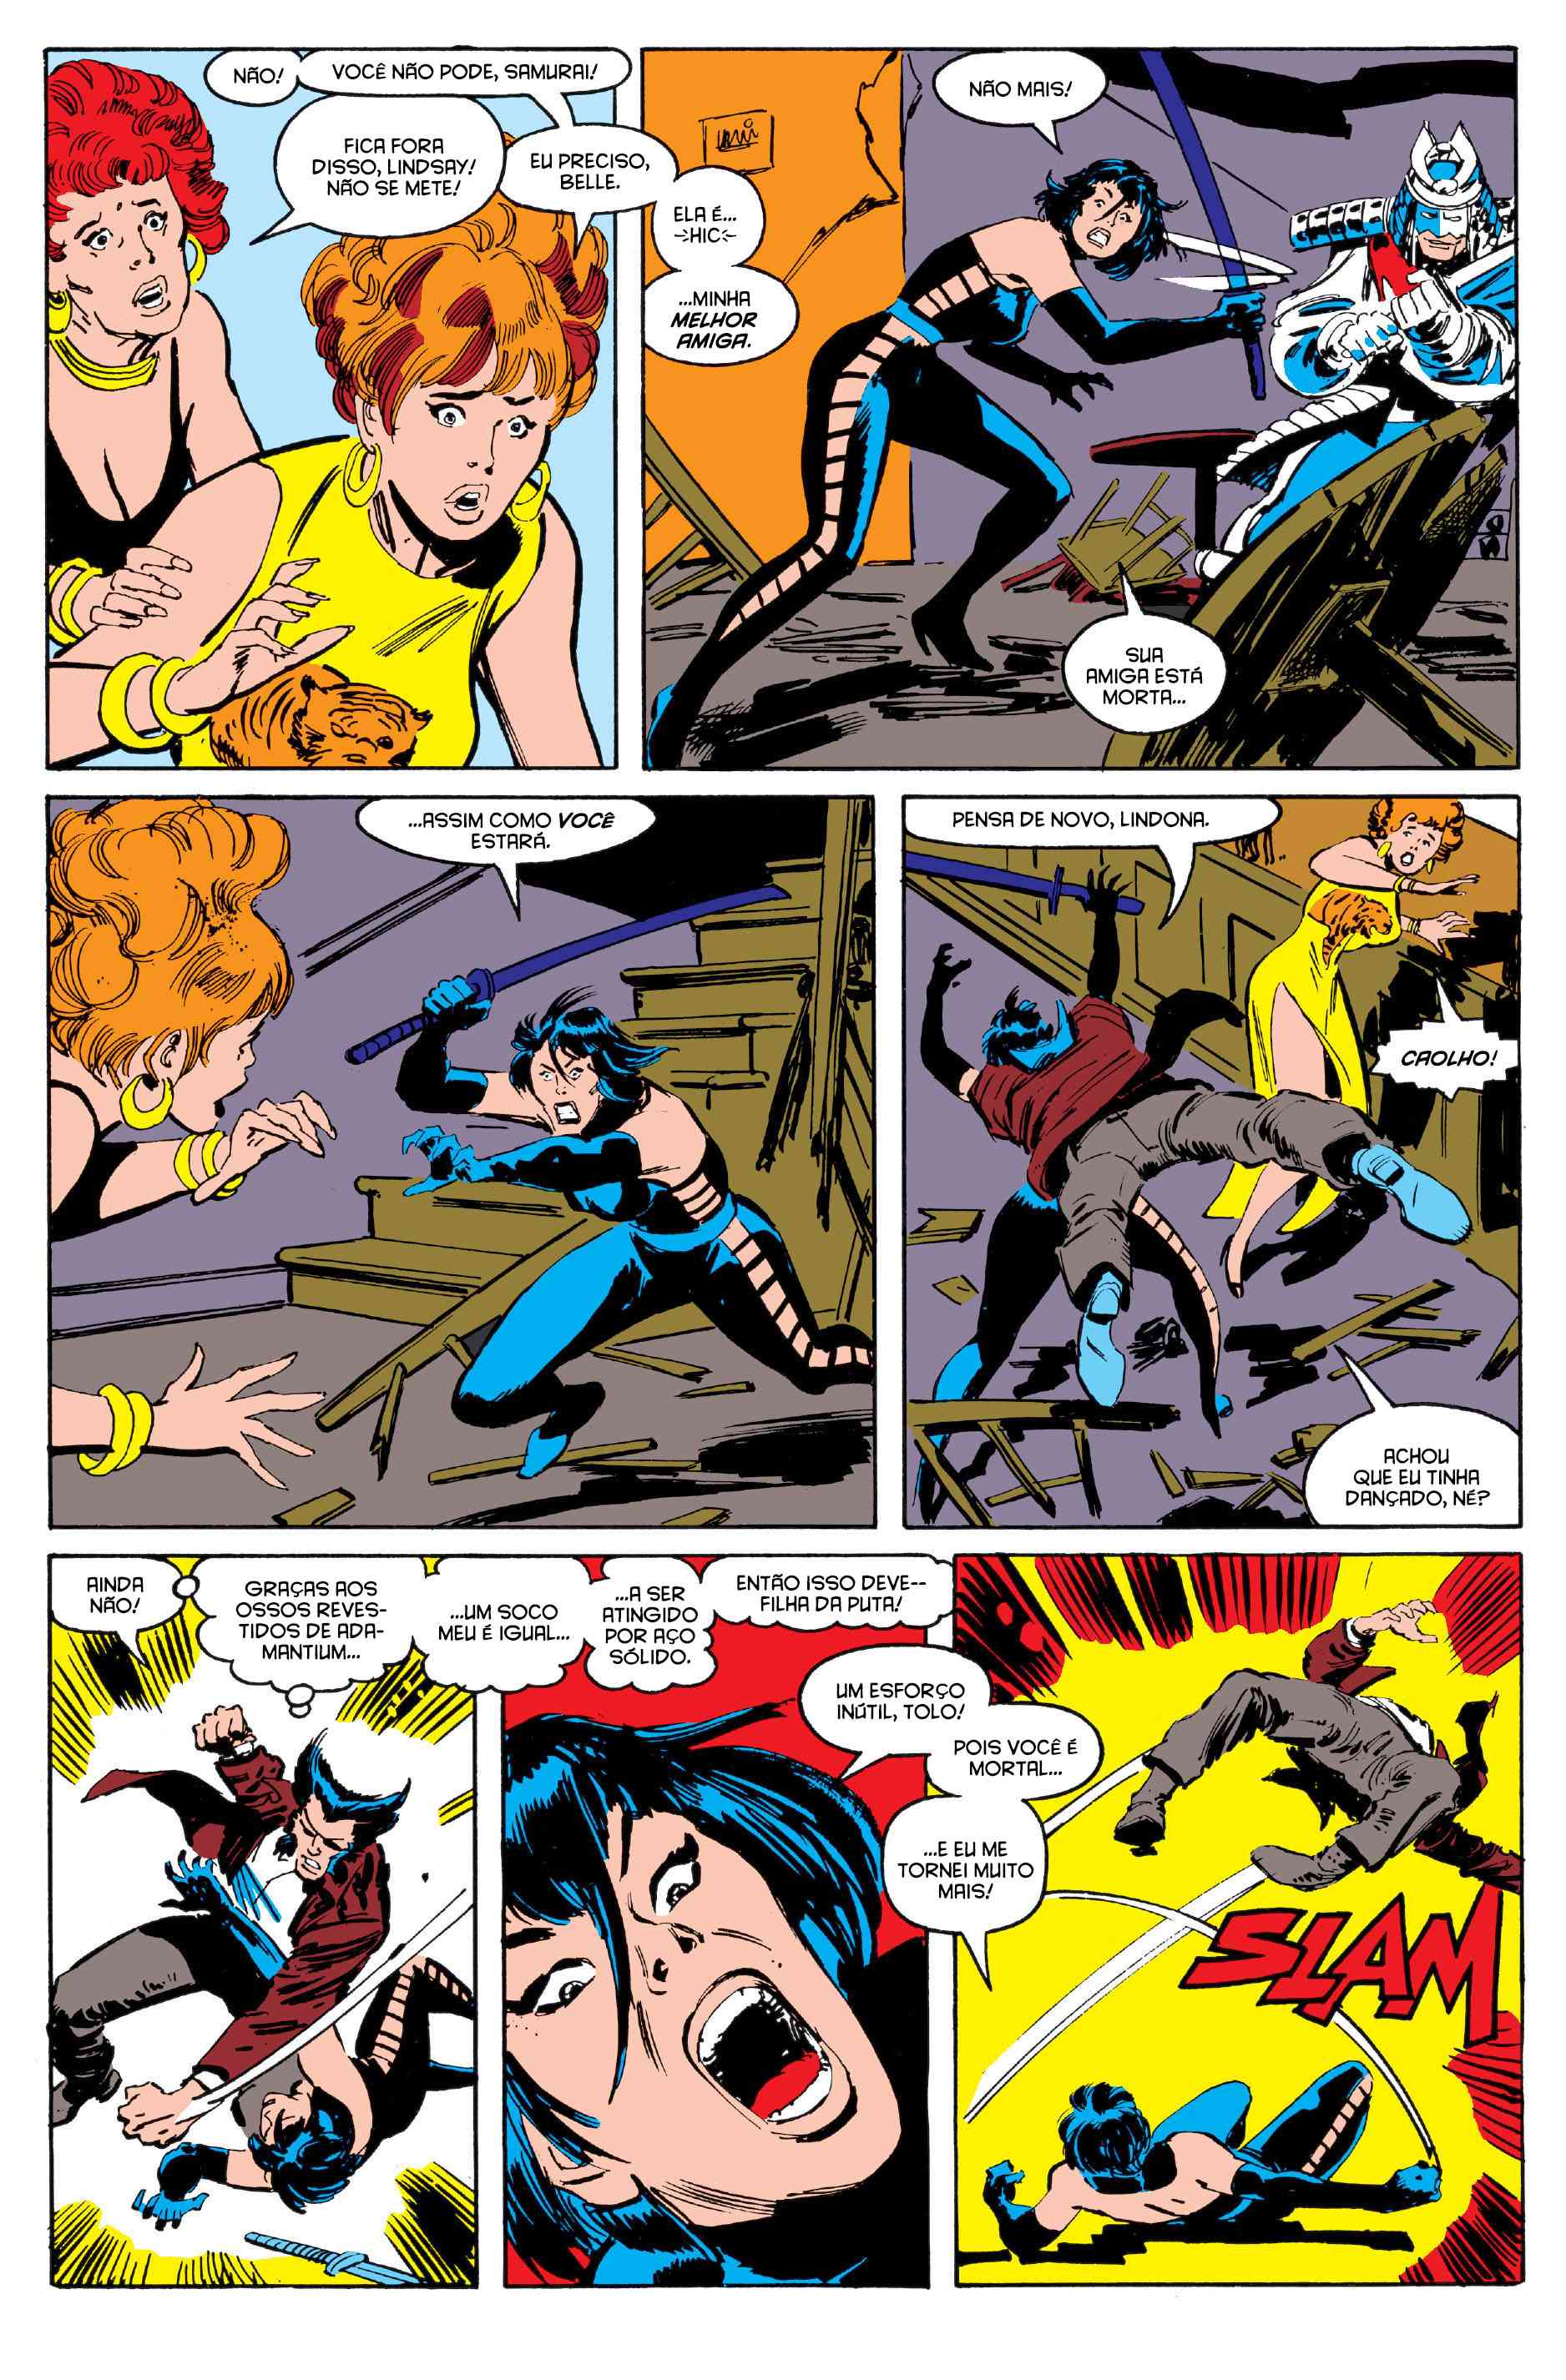 NÃO!
VOCÊ NÃO PODE, SAMURAI!
FICA FORA
DISSO, LINDSAY!
NÃO SE METE!
EU PRECISO,
BELLE.
ELA É...
HIC
...MINHA
MELHOR
AMIGA.
NÃO MAIS!
SUA
AMIGA ESTÁ
MORTA...
...ASSIM COMO VOCÊ
ESTARÁ.
PENSA DE NOVO, LINDONA.
CAOLHO!
ACHOU
QUE EU TINHA
DANÇADO, NÉ?
AINDA
NÃO!
GRAÇAS AOS
OSSOS REVES-
TIDOS DE ADA-
MANTIUM...
...UM SOCO
MEU É IGUAL...
...A SER
ATINGIDO
POR AÇO
SÓLIDO.
ENTÃO ISSO DEVE--
FILHA DA PUTA!
UM ESFORÇO
INÚTIL, TOLO!
POIS VOCÊ É
MORTAL...
...E EU ME
TORNEI MUITO
MAIS!
SLAM